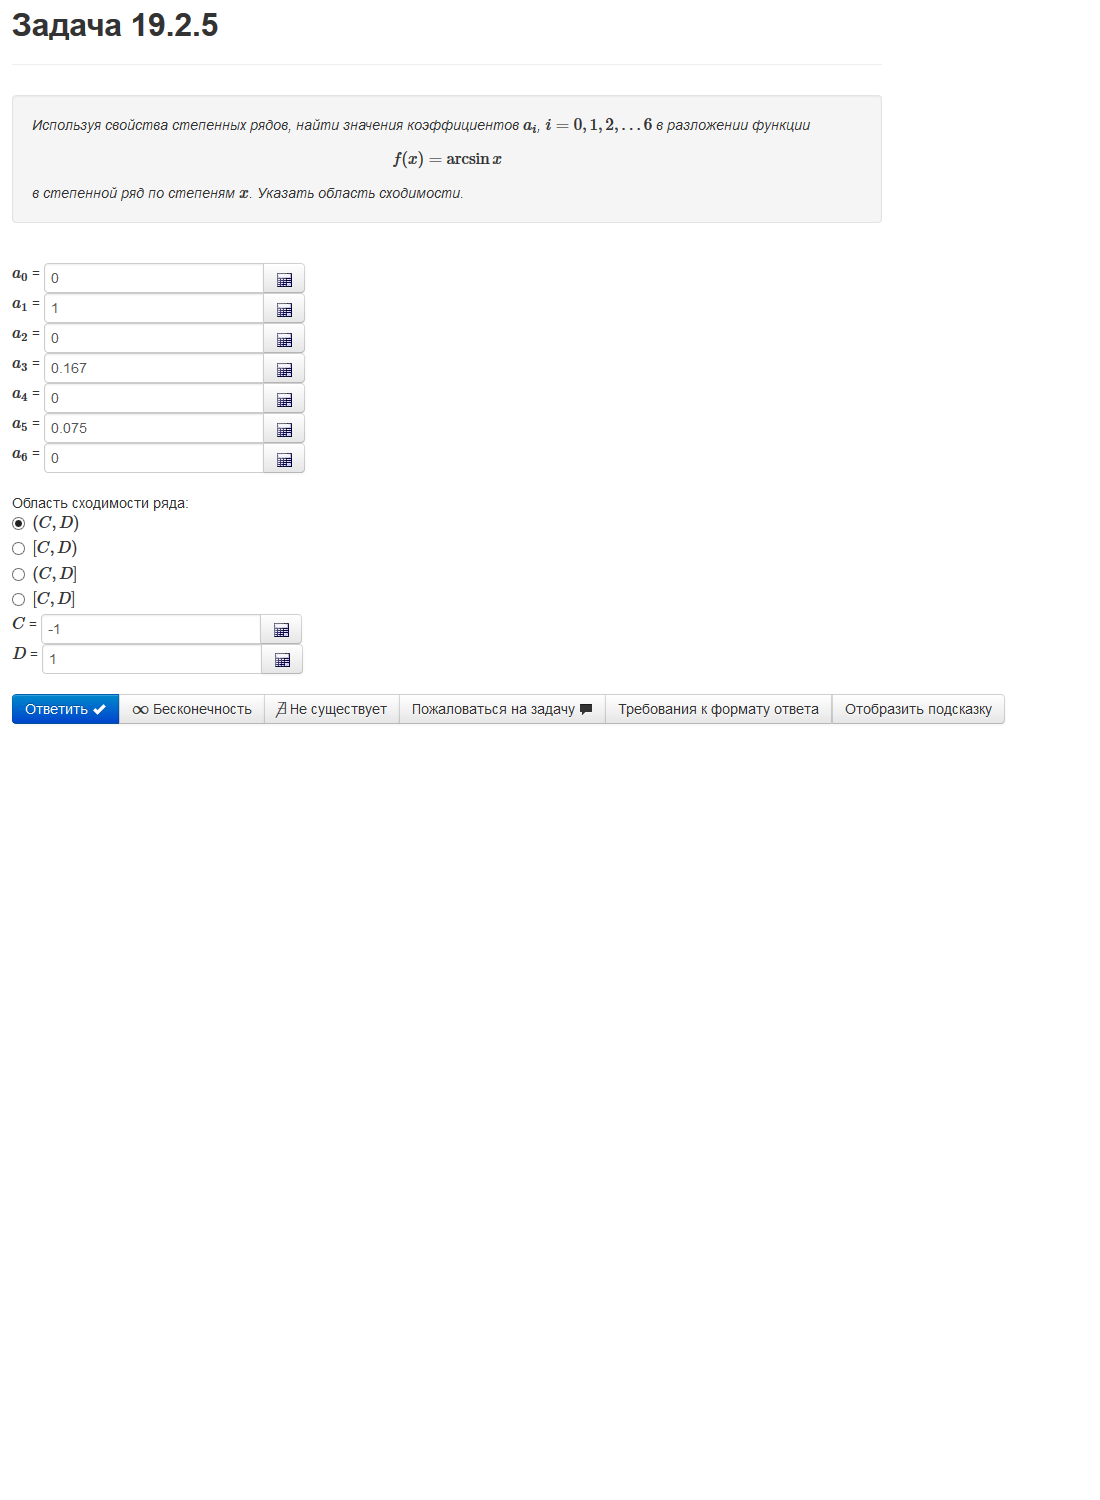 Задача 19.2.5
Используя свойства степенных рядов, найти значения коэффициентов a_i, i = 0, 1, 2, … 6 в разложении функции
f(x) = arcsin x
в степенной ряд по степеням x. Указать область сходимости.
a_0 = 0
a_1 = 1
a_2 = 0
a_3 = 0.167
a_4 = 0
a_5 = 0.075
a_6 = 0
Область сходимости ряда:
(C, D)
[C, D)
(C, D]
[C, D]
C = -1
D = 1
Ответить ∞ Бесконечность ∄ Не существует Пожаловаться на задачу Требования к формату ответа Отобразить подсказку